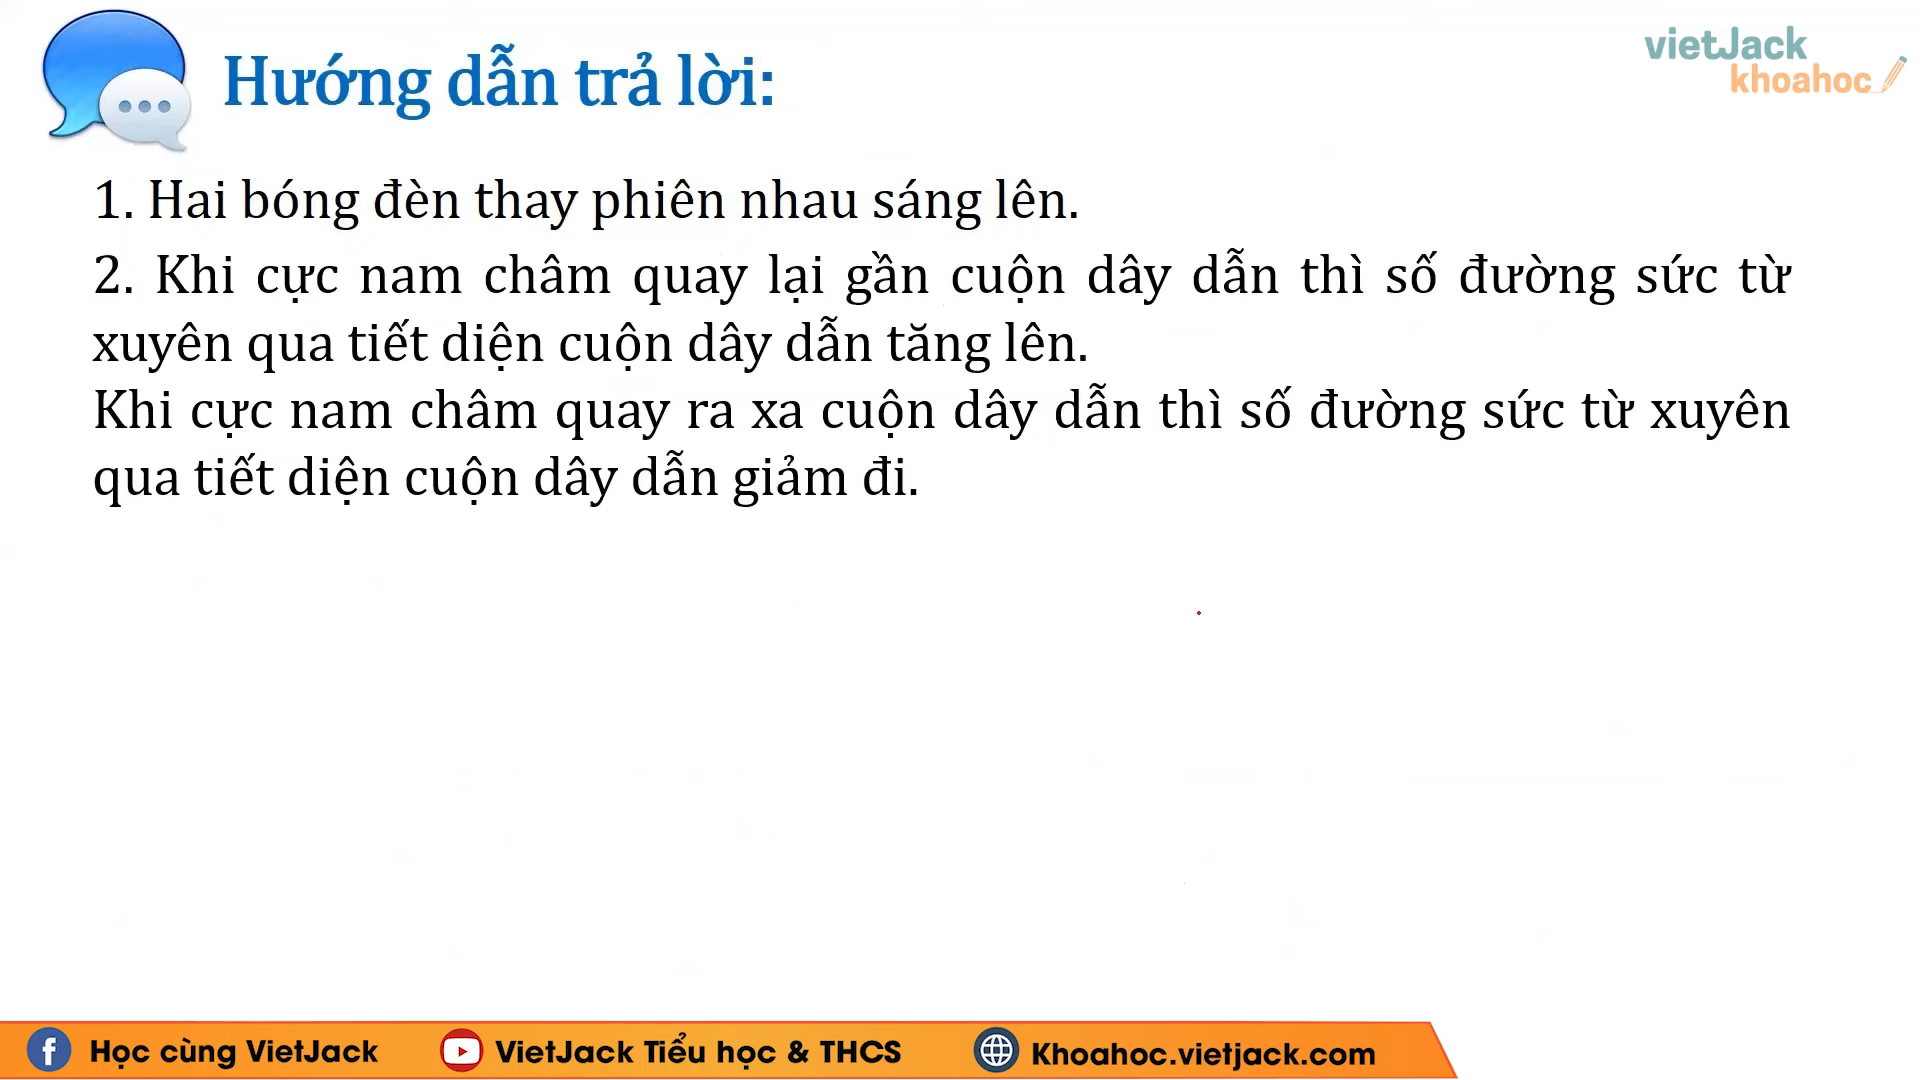 Hướng dẫn trả lời:
vietJack
khoahoc
1. Hai bóng đèn thay phiên nhau sáng lên.
2. Khi cực nam châm quay lại gần cuộn dây dẫn thì số đường sức từ
xuyên qua tiết diện cuộn dây dẫn tăng lên.
Khi cực nam châm quay ra xa cuộn dây dẫn thì số đường sức từ xuyên
qua tiết diện cuộn dây dẫn giảm đi.
Học cùng VietJack
VietJack Tiểu học & THCS
Khoahoc.vietjack.com